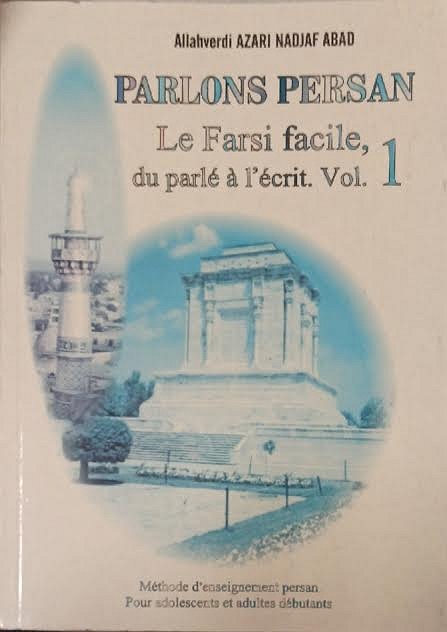 Allahverdi AZARI NADJAF ABAD
PARLONS PERSAN
Le Farsi facile,
du parlé à l'écrit. Vol. 1
Méthode d'enseignement persan
Pour adolescents et adultes débutants